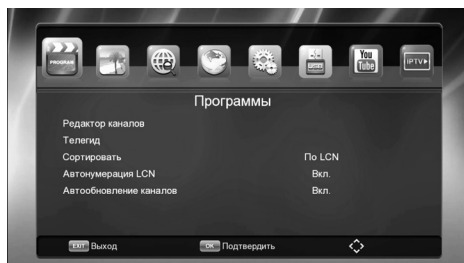 PROGRAM
You
Tube
IPTV
Программы
Редактор каналов
Телегид
Сортировать По LCN
Автонумерация LCN Вкл.
Автообновление каналов Вкл.
EXIT Выход OK Подтвердить